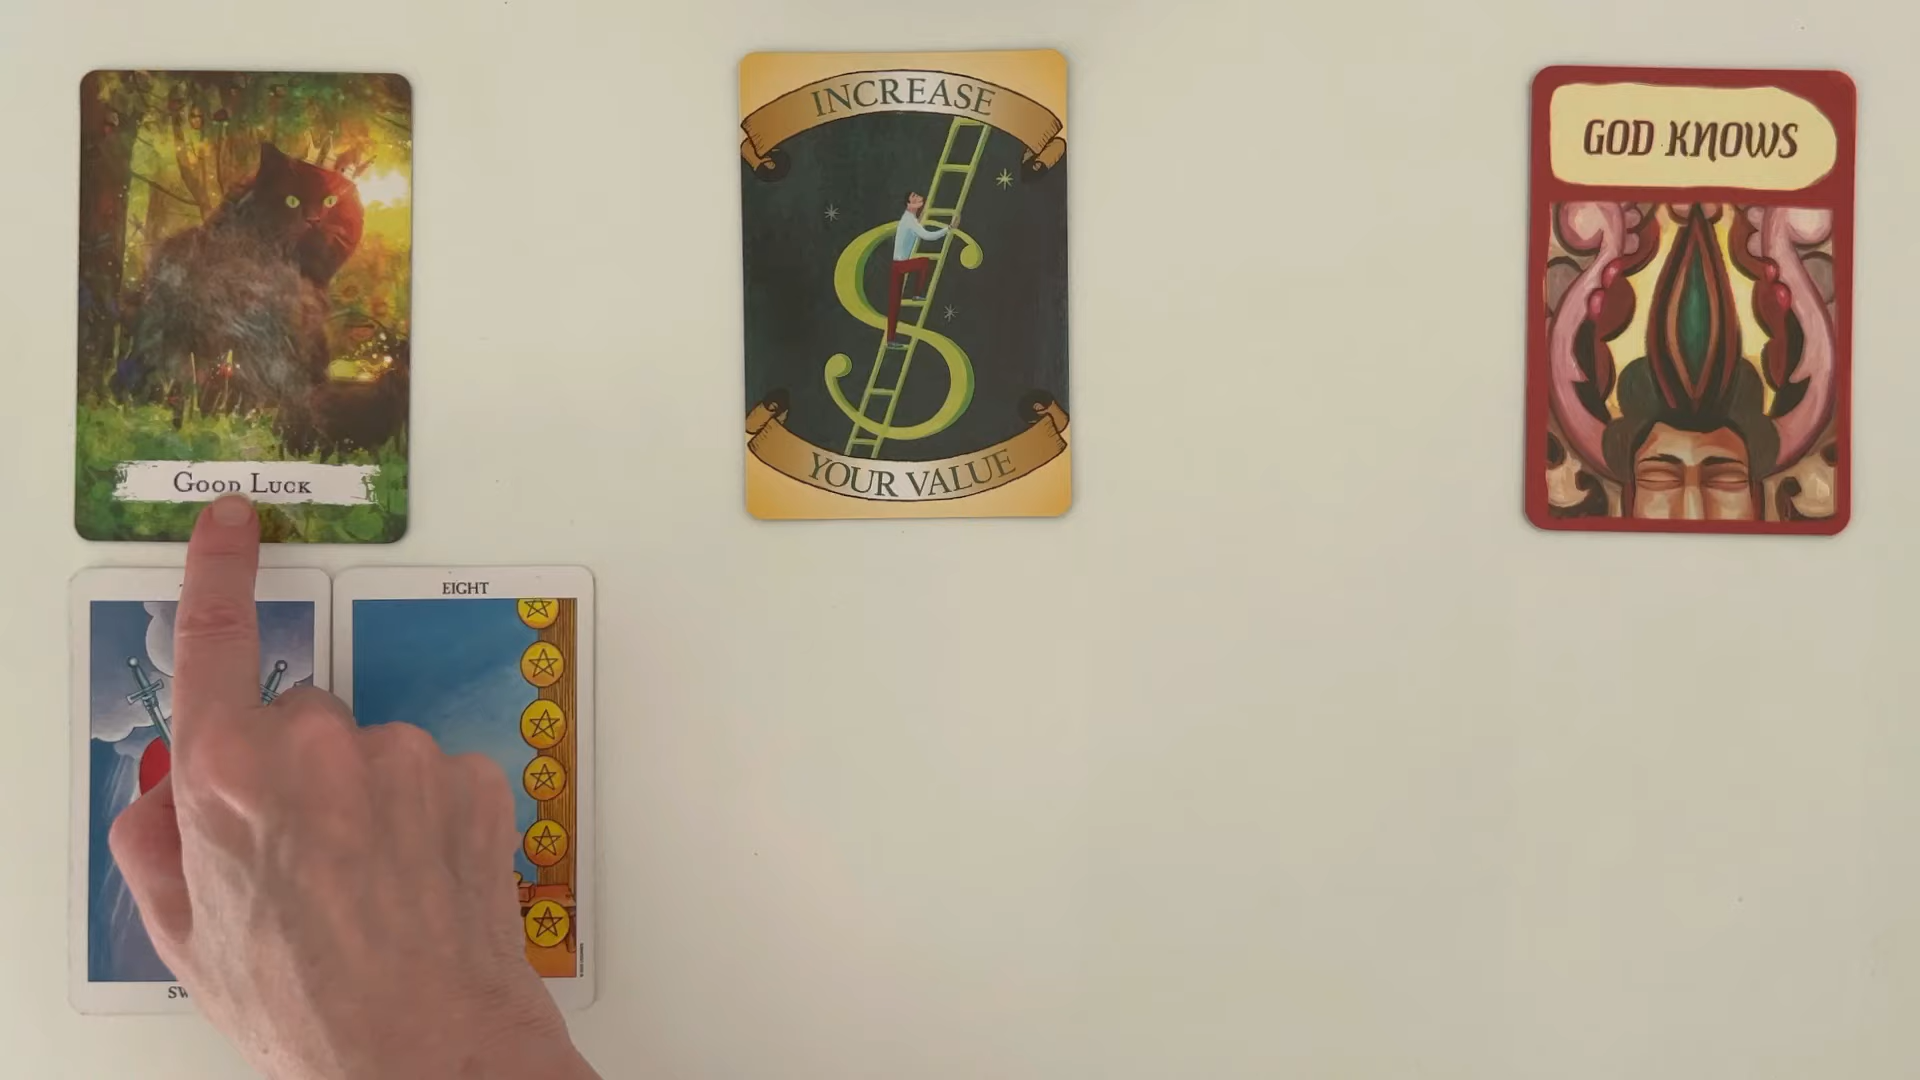 INCREASE
YOUR VALUE
GOD KNOWS
GOOD LUCK
EIGHT